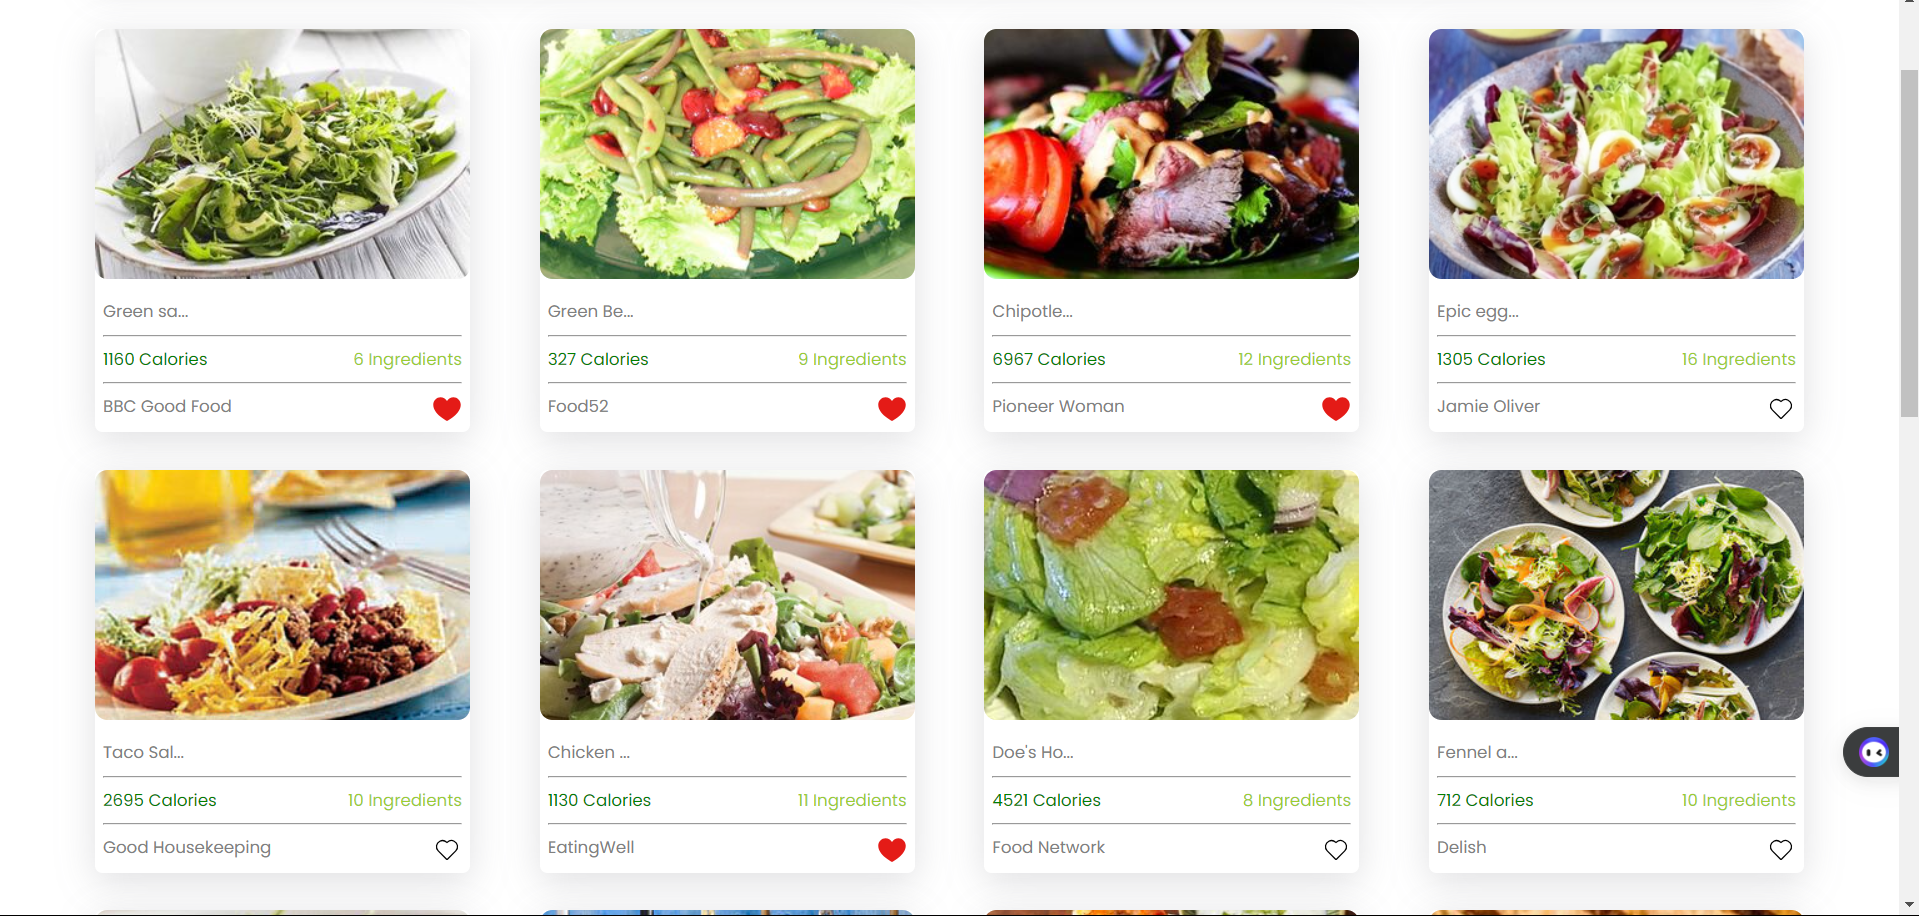 Green sa...
1160 Calories 6 Ingredients
BBC Good Food
Green Be...
327 Calories 9 Ingredients
Food52
Chipotle...
6967 Calories 12 Ingredients
Pioneer Woman
Epic egg...
1305 Calories 16 Ingredients
Jamie Oliver
Taco Sal...
2695 Calories 10 Ingredients
Good Housekeeping
Chicken ...
1130 Calories 11 Ingredients
EatingWell
Doe's Ho...
4521 Calories 8 Ingredients
Food Network
Fennel a...
712 Calories 10 Ingredients
Delish